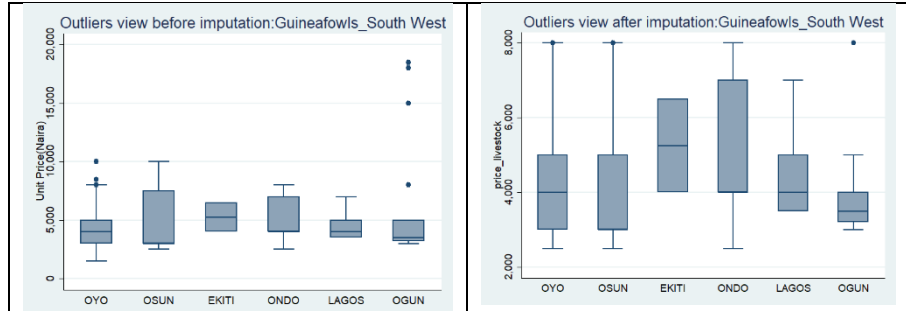 Outliers view before imputation:Guineafowls_South West
Unit Price(Naira)
20,000
15,000
10,000
5,000
0
OYO OSUN EKITI ONDO LAGOS OGUN
Outliers view after imputation:Guineafowls_South West
price_livestock
8,000
6,000
4,000
2,000
OYO OSUN EKITI ONDO LAGOS OGUN